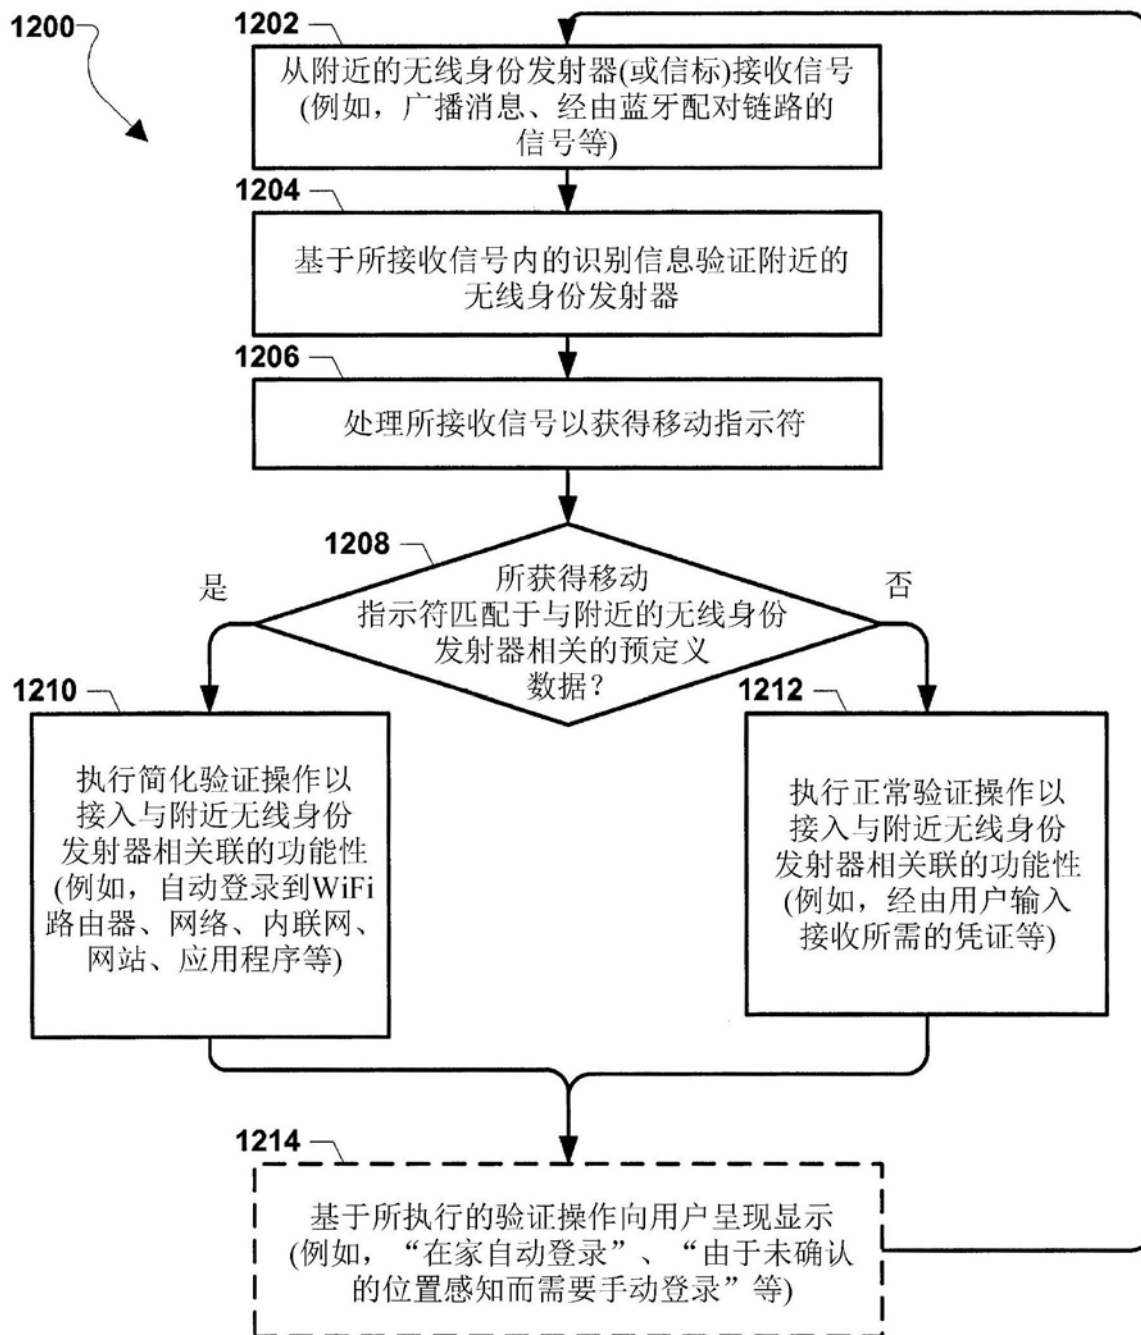 1200
1202
从附近的无线身份发射器(或信标)接收信号
(例如，广播消息、经由蓝牙配对链路的
信号等)
1204
基于所接收信号内的识别信息验证附近的
无线身份发射器
1206
处理所接收信号以获得移动指示符
1208
所获得移动
指示符匹配于与附近的无线身份
发射器相关的预定义
数据？
是
否
1210
执行简化验证操作以
接入与附近无线身份
发射器相关联的功能性
(例如，自动登录到WiFi
路由器、网络、内联网、
网站、应用程序等)
1212
执行正常验证操作以
接入与附近无线身份
发射器相关联的功能性
(例如，经由用户输入
接收所需的凭证等)
1214
基于所执行的验证操作向用户呈现显示
(例如，“在家自动登录”、“由于未确认
的位置感知而需要手动登录”等)